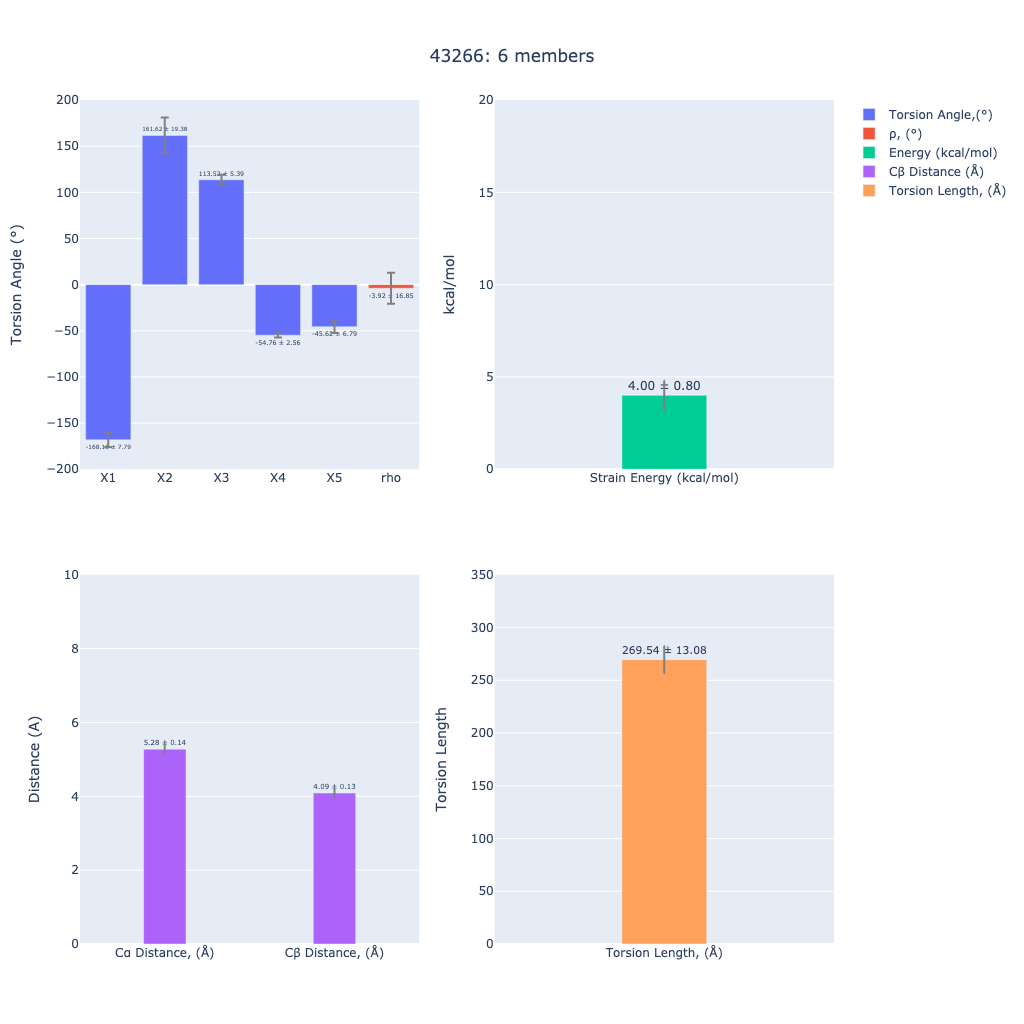 43266: 6 members
Torsion Angle (°)
200
150
100
50
0
−50
−100
−150
−200
161.62 ± 19.38
113.52 ± 5.39
-54.76 ± 2.56
-45.62 ± 6.79
-3.92 ± 16.85
X1
X2
X3
X4
X5
rho
kcal/mol
20
15
10
5
0
4.00 ± 0.80
Strain Energy (kcal/mol)
Torsion Angle,(°)
ρ, (°)
Energy (kcal/mol)
Cβ Distance (Å)
Torsion Length, (Å)
Distance (A)
10
8
6
4
2
0
5.28 ± 0.14
4.09 ± 0.13
Cα Distance, (Å)
Cβ Distance, (Å)
Torsion Length
350
300
250
200
150
100
50
0
269.54 ± 13.08
Torsion Length, (Å)